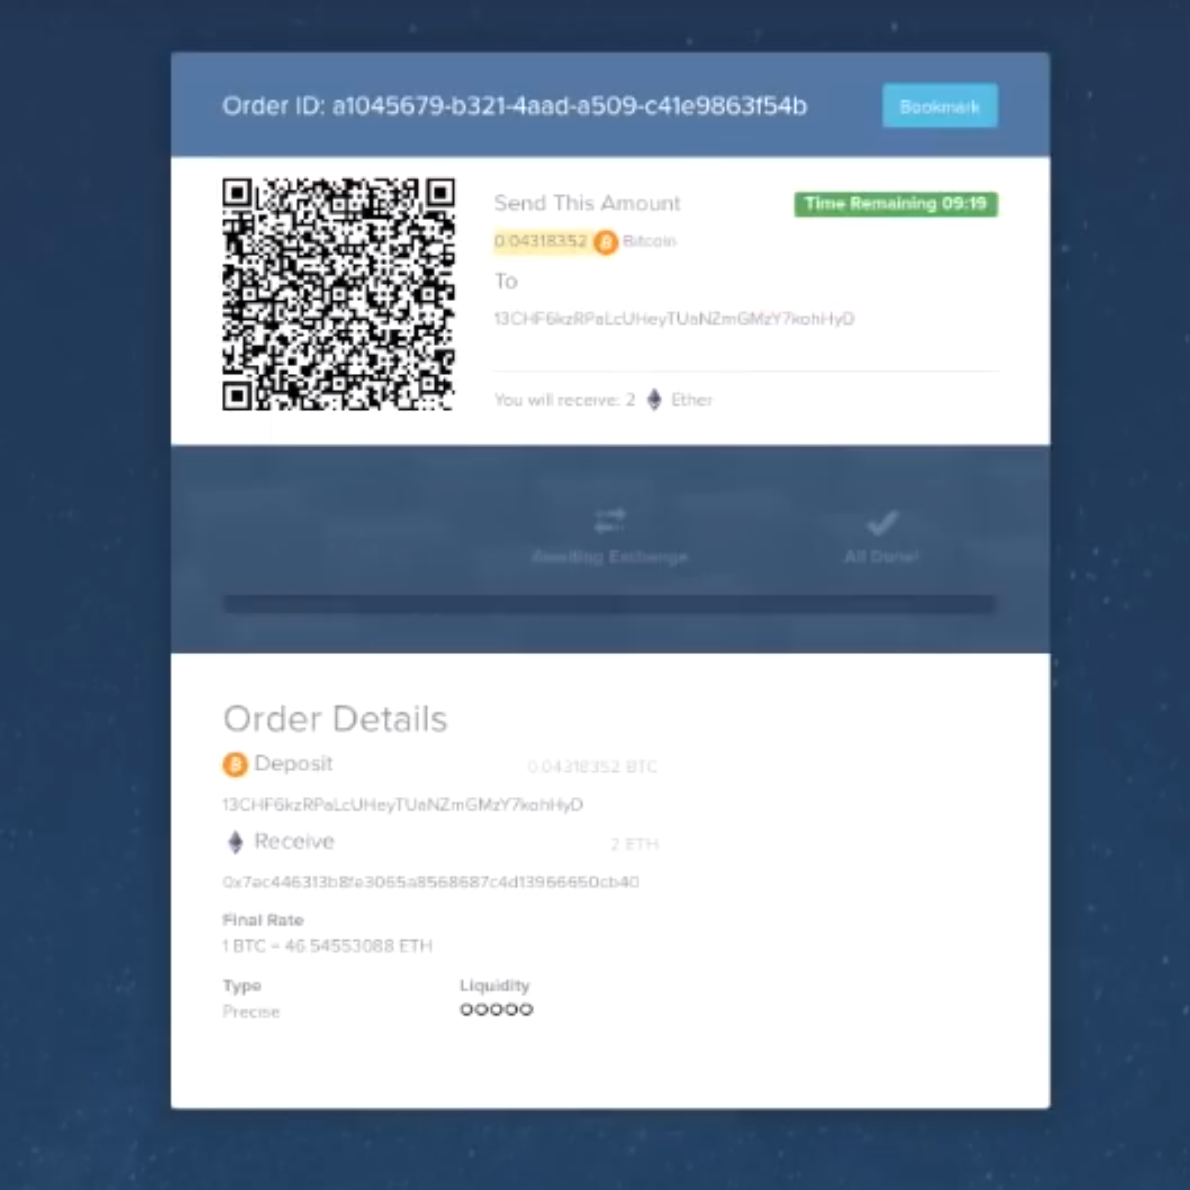 Order ID: a1045679-b321-4aad-a509-c41e9863f54b
Bookmark
Send This Amount
Time Remaining 09:19
0.04318352 Bitcoin
To
13CHF6kzRPaLcUHeyTUaNZmGMzY7kohHyD
You will receive: 2 Ether
Awaiting Exchange
All Done!
Order Details
Deposit 0.04318352 BTC
13CHF6kzRPaLcUHeyTUaNZmGMzY7kohHyD
Receive 2 ETH
0x7ec446313b8fe3065a8568687c4d13966650cb40
Final Rate
1 BTC = 46.54553088 ETH
Type
Liquidity
Precise